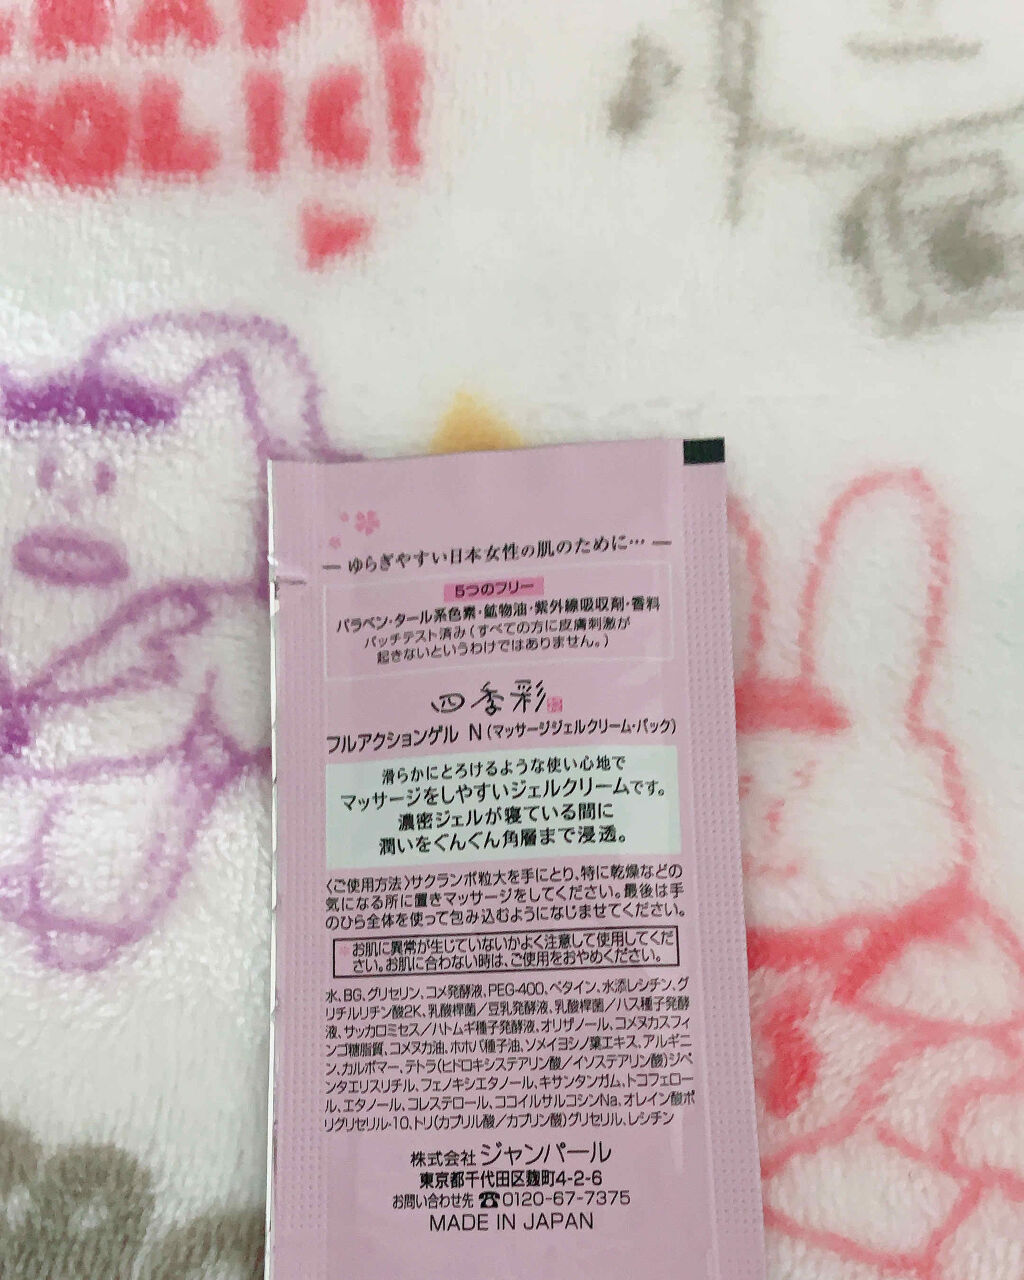 HOLIC!
― ゆらぎやすい日本女性の肌のために… ―
5つのフリー
パラベン・タール系色素・鉱物油・紫外線吸収剤・香料
パッチテスト済み(すべての方に皮膚刺激が
起きないというわけではありません。)
四季彩
フルアクションゲル N(マッサージジェルクリーム・パック)
滑らかにとろけるような使い心地で
マッサージをしやすいジェルクリームです。
濃密ジェルが寝ている間に
潤いをぐんぐん角層まで浸透。
〈ご使用方法〉サクランボ粒大を手にとり、特に乾燥などの
気になる所に置きマッサージをしてください。最後は手
のひら全体を使って包み込むようになじませてください。
*お肌に異常が生じていないかよく注意して使用してくだ
さい。お肌に合わない時は、ご使用をおやめください。
水、BG、グリセリン、コメ発酵液、PEG-400、ベタイン、水添レシチン、グ
リチルリチン酸2K、乳酸桿菌/豆乳発酵液、乳酸桿菌/ハス種子発酵
液、サッカロミセス/ハトムギ種子発酵液、オリザノール、コメヌカスフィ
ンゴ糖脂質、コメヌカ油、ホホバ種子油、ソメイヨシノ葉エキス、アルギニ
ン、カルボマー、テトラ(ヒドロキシステアリン酸/イソステアリン酸)ジペ
ンタエリスリチル、フェノキシエタノール、キサンタンガム、トコフェロー
ル、エタノール、コレステロール、ココイルサルコシンNa、オレイン酸ポ
リグリセリル-10、トリ(カプリル酸/カプリン酸)グリセリル、レシチン
株式会社 ジャンパール
東京都千代田区麹町4-2-6
お問い合わせ先 ☎0120-67-7375
MADE IN JAPAN